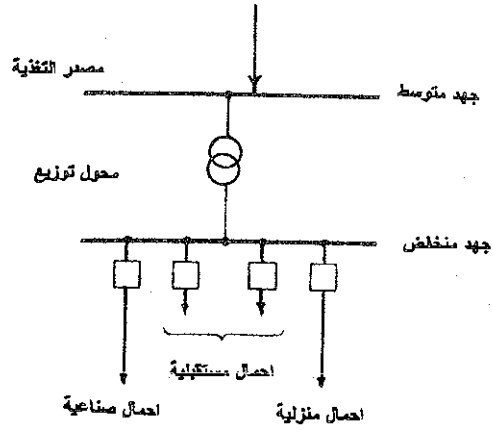 مصدر التغذية
جهد متوسط
محول توزيع
جهد منخفض
احمال مستقبلية
احمال صناعية
احمال منزلية